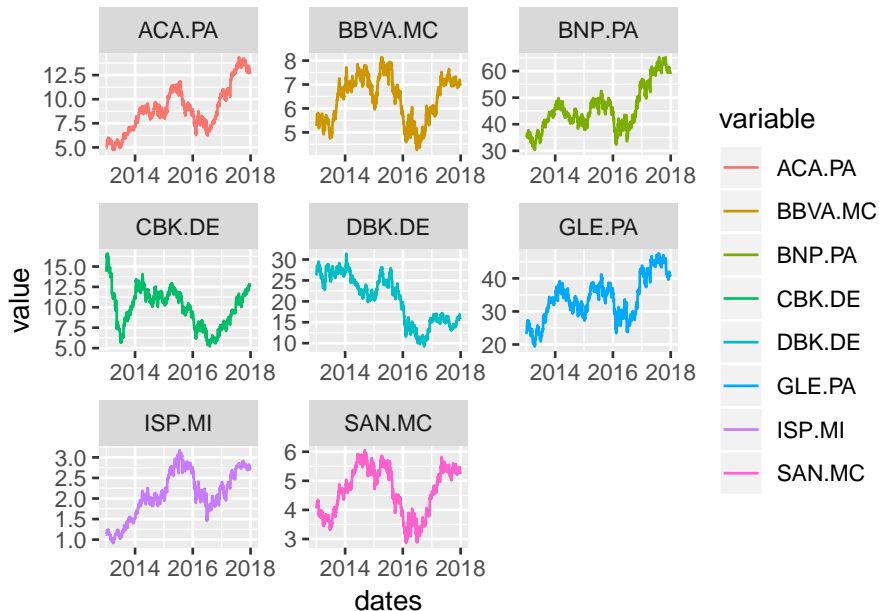 ACA.PA BBVA.MC BNP.PA
12.5
10.0
7.5
5.0
8
7
6
5
60
50
40
30
2014 2016 2018 2014 2016 2018 2014 2016 2018
CBK.DE DBK.DE GLE.PA
15.0
12.5
10.0
7.5
5.0
30
25
20
15
10
40
30
20
2014 2016 2018 2014 2016 2018 2014 2016 2018
ISP.MI SAN.MC
3.0
2.5
2.0
1.5
1.0
6
5
4
3
2014 2016 2018 2014 2016 2018
value
dates
variable
ACA.PA
BBVA.MC
BNP.PA
CBK.DE
DBK.DE
GLE.PA
ISP.MI
SAN.MC